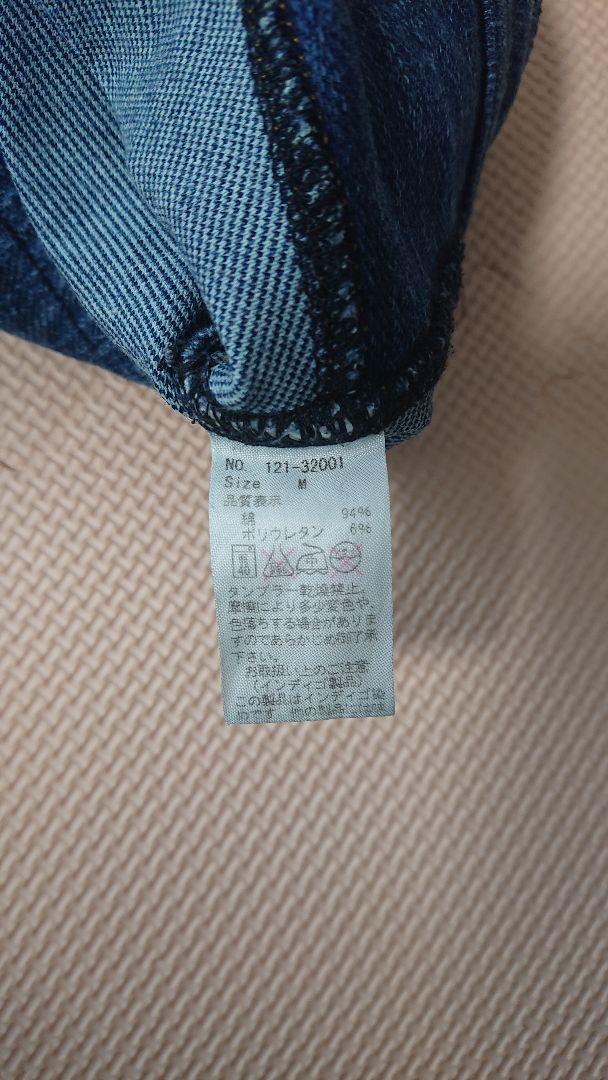 NO 121-32001
Size M
品質表示
綿 94%
ポリウレタン 6%
40 中
タンブラー乾燥禁止。
摩擦により多少変色や、
色落ちする場合がありま
すのであらかじめ御了承
下さい。
お取扱い上のご注意
(インディゴ製品)
この製品はインディゴ染